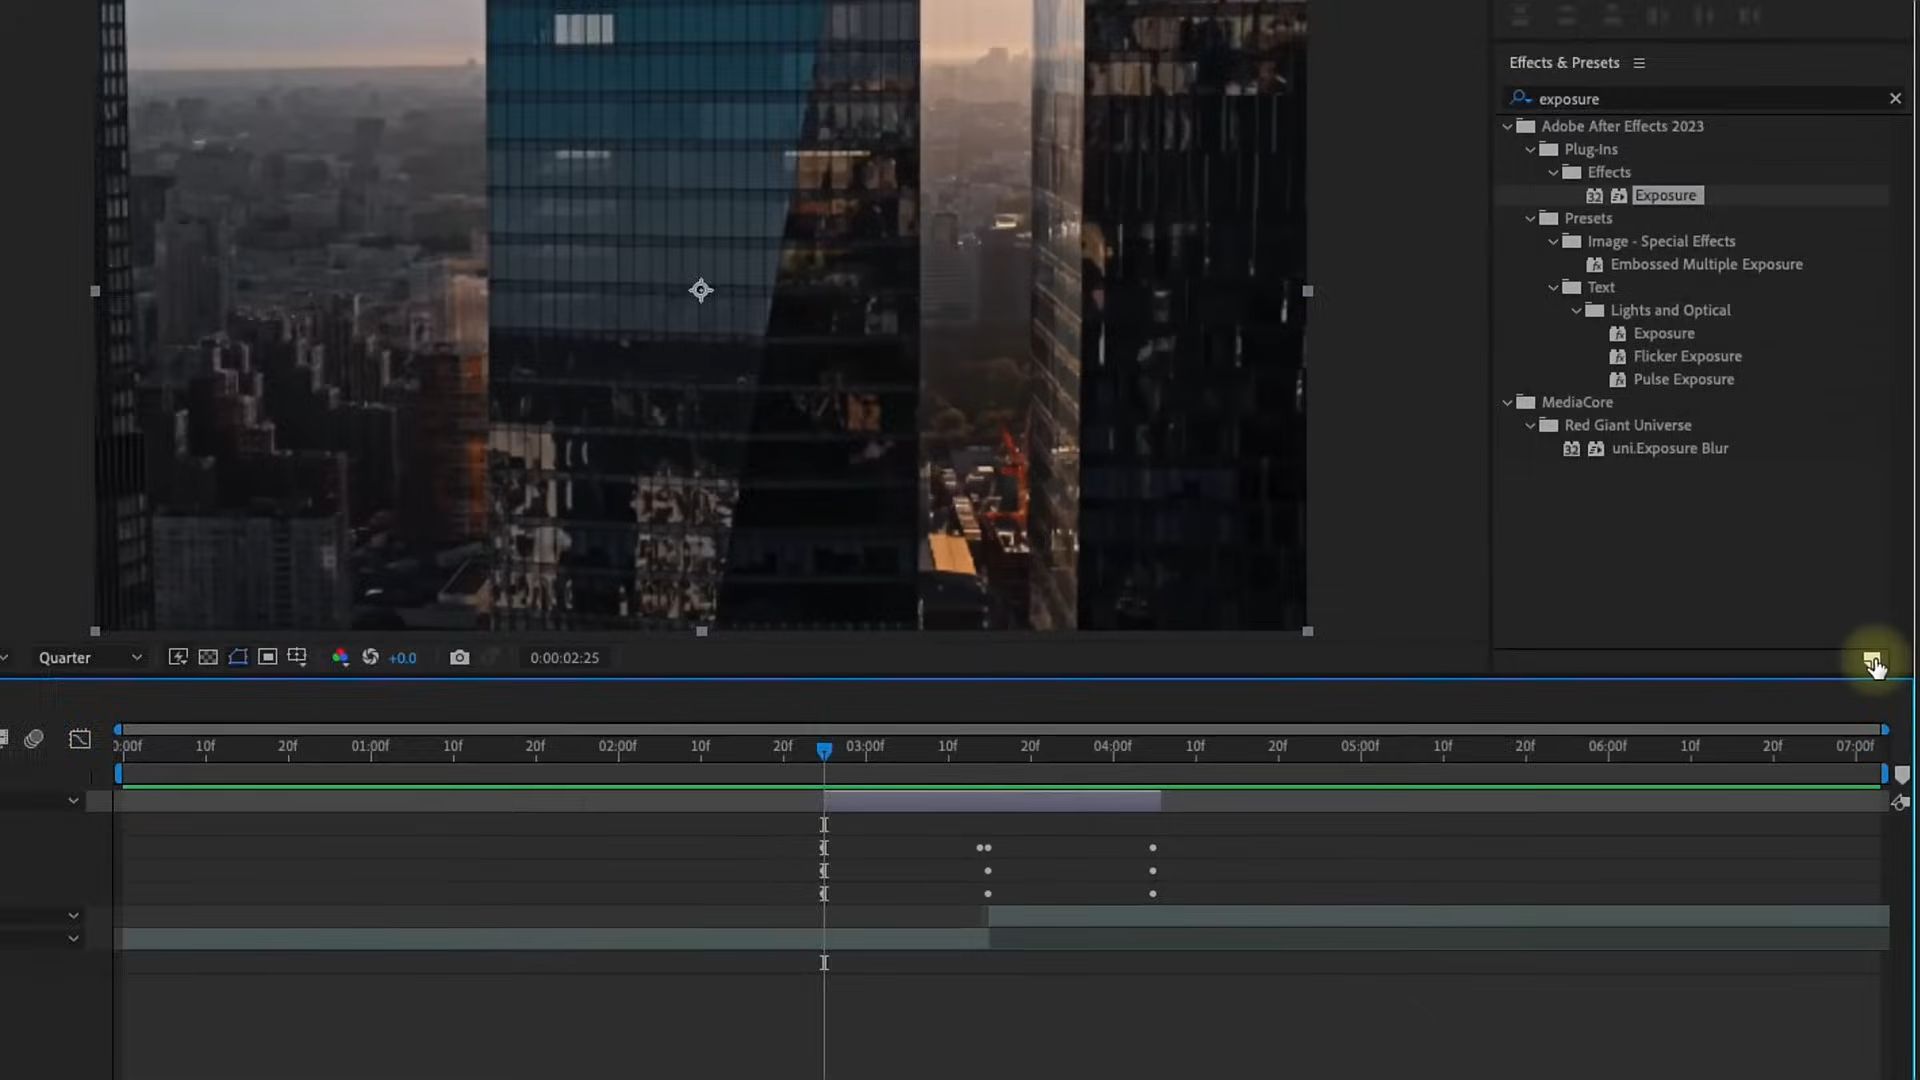 Effects & Presets
exposure
Adobe After Effects 2023
Plug-Ins
Effects
32 Exposure
Presets
Image - Special Effects
Embossed Multiple Exposure
Text
Lights and Optical
Exposure
Flicker Exposure
Pulse Exposure
MediaCore
Red Giant Universe
32 uni.Exposure Blur
Quarter +0.0 0:00:02:25
0:00f 10f 20f 01:00f 10f 20f 02:00f 10f 20f 03:00f 10f 20f 04:00f 10f 20f 05:00f 10f 20f 06:00f 10f 20f 07:00f